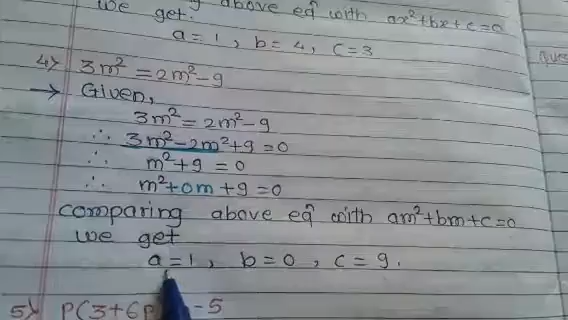 we get. above eq̂ with ax²+bx+c=0
a=1, b=4, c=3
4) 3m² = 2m²-9
→ Given,
3m² = 2m²-9
∴ 3m²-2m²+9=0
∴ m²+9=0
∴ m²+0m+9=0
comparing above eq̂ with am²+bm+c=0
we get
a=1, b=0, c=9.
5) P(3+6P -5